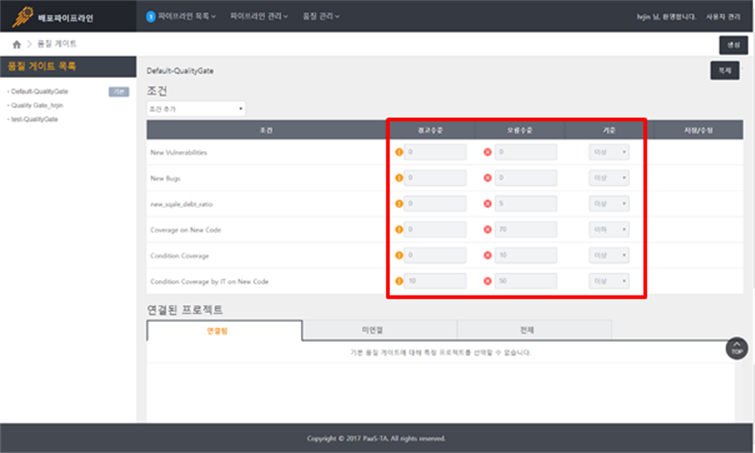 배포파이프라인
1 파이프라인 목록 파이프라인 관리 품질 관리 hrjin 님, 환영합니다. 사용자 관리
품질 게이트 생성
품질 게이트 목록
Default-QualityGate 기본
Quality Gate_hrjin
test-QualityGate
Default-QualityGate 복제
조건
조건 추가
조건 경고수준 오류수준 기준 저장/수정
New Vulnerabilities 0 0 이상
New Bugs 0 0 이상
new_sqale_debt_ratio 0 5 이상
Coverage on New Code 0 70 이하
Condition Coverage 0 10 이상
Condition Coverage by IT on New Code 10 50 이상
연결된 프로젝트
연결됨 미연결 전체
기본 품질 게이트에 대해 특정 프로젝트를 선택할 수 없습니다.
TOP
Copyright © 2017 PaaS-TA. All rights reserved.